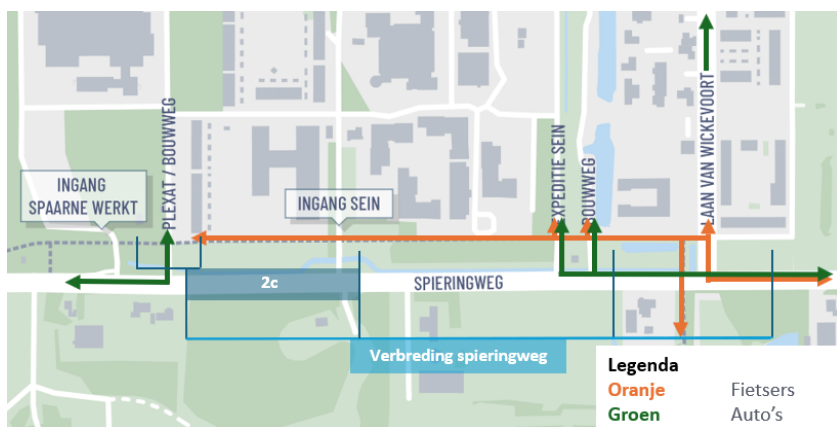 INGANG
SPAARNE WERKT
PLEXAT / BOUWWEG
INGANG SEIN
EXPEDITIE SEIN
BOUWWEG
LAAN VAN WICKEVOORT
2c
SPIERINGWEG
Verbreding spieringweg
Legenda
Oranje Fietsers
Groen Auto's